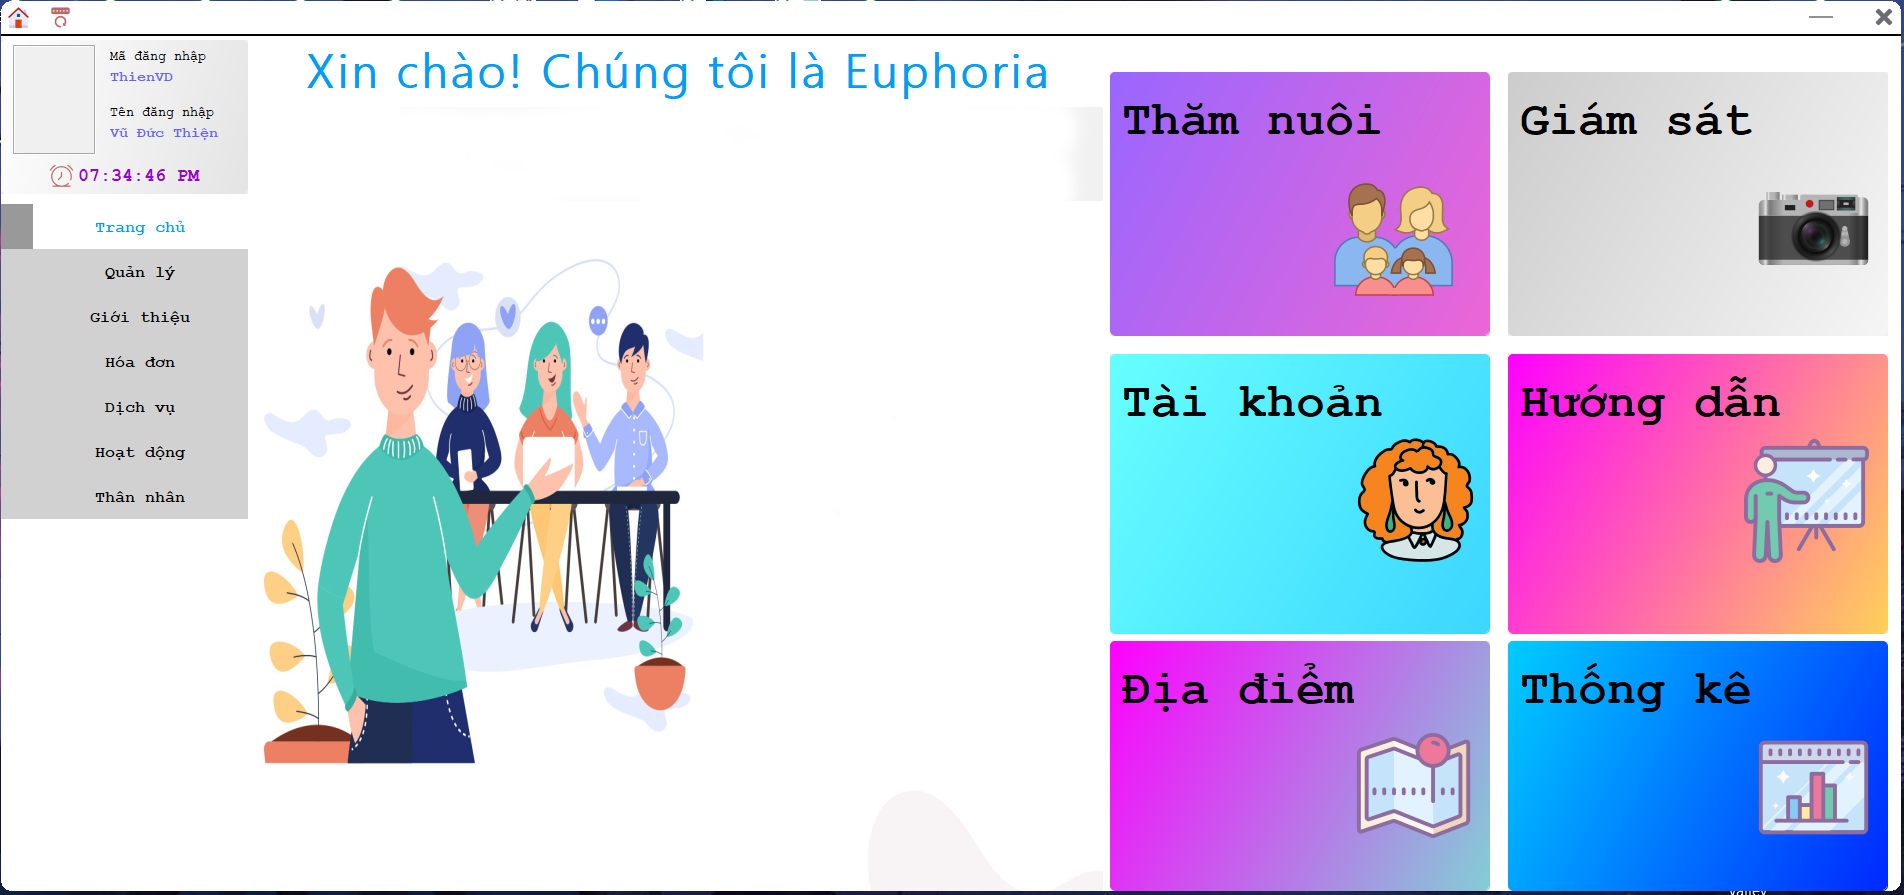 Mã đăng nhập
ThienVD
Tên đăng nhập
Vũ Đức Thiện
07:34:46 PM
Trang chủ
Quản lý
Giới thiệu
Hóa đơn
Dịch vụ
Hoạt động
Thân nhân
Xin chào! Chúng tôi là Euphoria
Thăm nuôi
Giám sát
Tài khoản
Hướng dẫn
Địa điểm
Thống kê